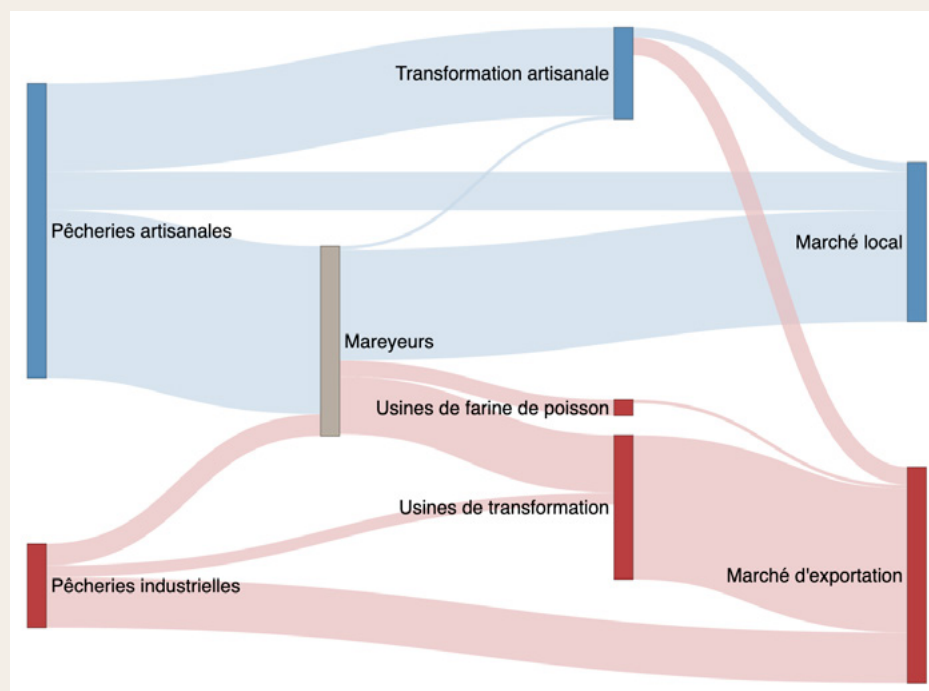 Transformation artisanale
Pêcheries artisanales
Marché local
Mareyeurs
Usines de farine de poisson
Usines de transformation
Pêcheries industrielles
Marché d'exportation